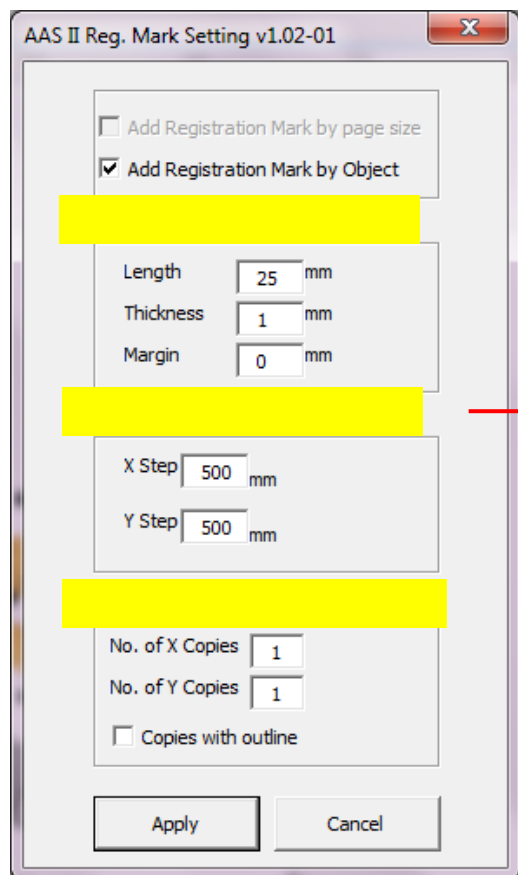 AAS II Reg. Mark Setting v1.02-01
Add Registration Mark by page size
Add Registration Mark by Object
Length 25 mm
Thickness 1 mm
Margin 0 mm
X Step 500 mm
Y Step 500 mm
No. of X Copies 1
No. of Y Copies 1
Copies with outline
Apply Cancel